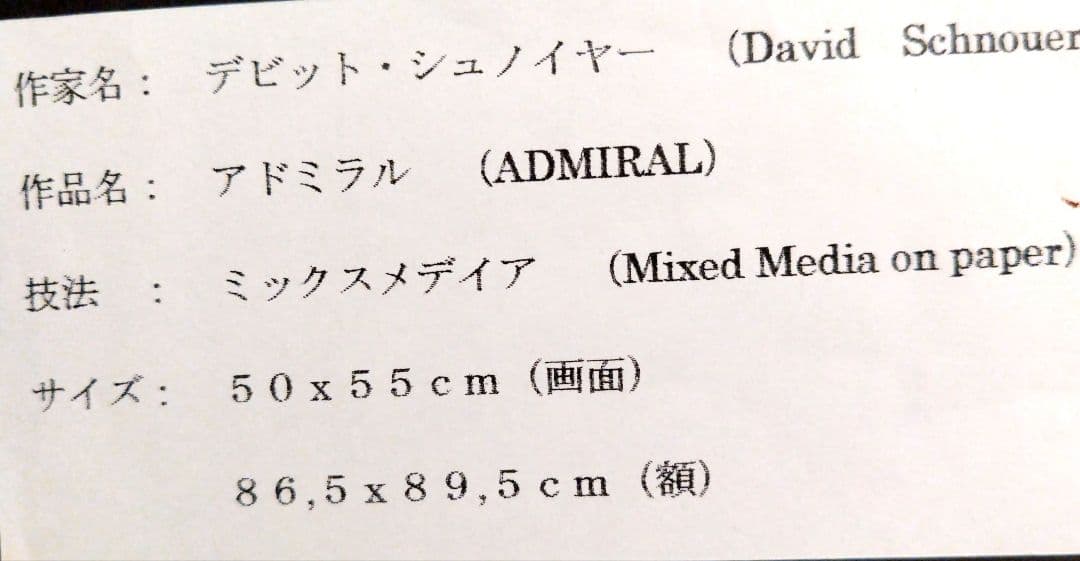 作家名： デビット・シュノイヤー （David Schnouer
作品名： アドミラル （ADMIRAL）
技法 ： ミックスメデイア （Mixed Media on paper）
サイズ： ５０ｘ５５ｃｍ（画面）
８６,５ｘ８９,５ｃｍ（額）